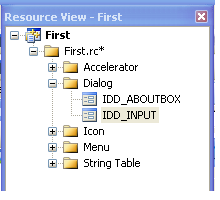 Resource View - First
First
First.rc*
Accelerator
Dialog
IDD_ABOUTBOX
IDD_INPUT
Icon
Menu
String Table